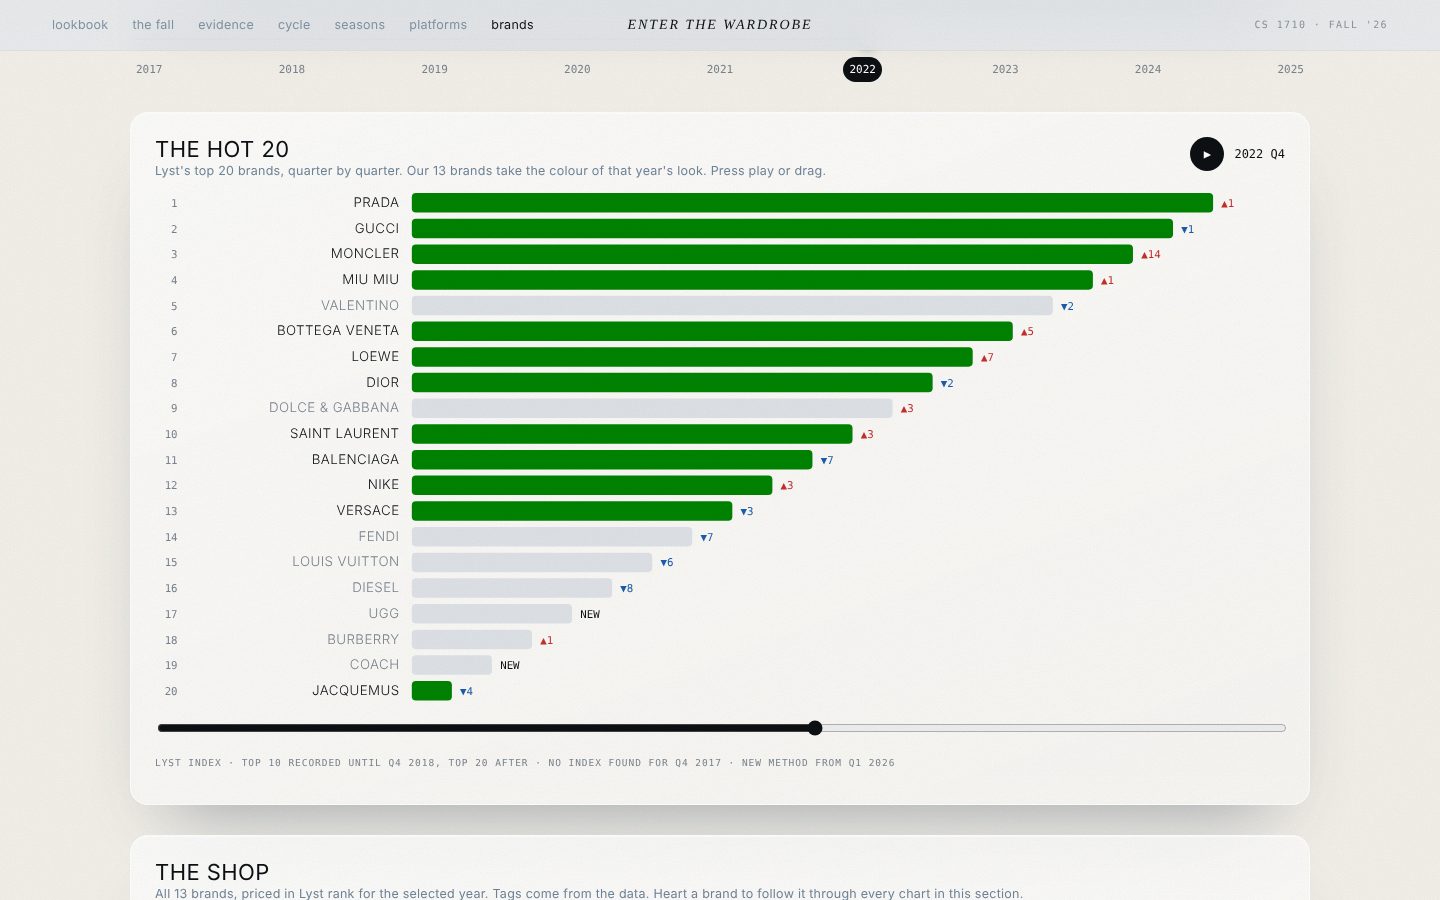 lookbook the fall evidence cycle seasons platforms brands ENTER THE WARDROBE CS 1710 · FALL '26
2017 2018 2019 2020 2021 2022 2023 2024 2025
THE HOT 20
Lyst's top 20 brands, quarter by quarter. Our 13 brands take the colour of that year's look. Press play or drag.
▶ 2022 Q4
1 PRADA ▲1
2 GUCCI ▼1
3 MONCLER ▲14
4 MIU MIU ▲1
5 VALENTINO ▼2
6 BOTTEGA VENETA ▲5
7 LOEWE ▲7
8 DIOR ▼2
9 DOLCE & GABBANA ▲3
10 SAINT LAURENT ▲3
11 BALENCIAGA ▼7
12 NIKE ▲3
13 VERSACE ▼3
14 FENDI ▼7
15 LOUIS VUITTON ▼6
16 DIESEL ▼8
17 UGG NEW
18 BURBERRY ▲1
19 COACH NEW
20 JACQUEMUS ▼4
LYST INDEX · TOP 10 RECORDED UNTIL Q4 2018, TOP 20 AFTER · NO INDEX FOUND FOR Q4 2017 · NEW METHOD FROM Q1 2026
THE SHOP
All 13 brands, priced in Lyst rank for the selected year. Tags come from the data. Heart a brand to follow it through every chart in this section.